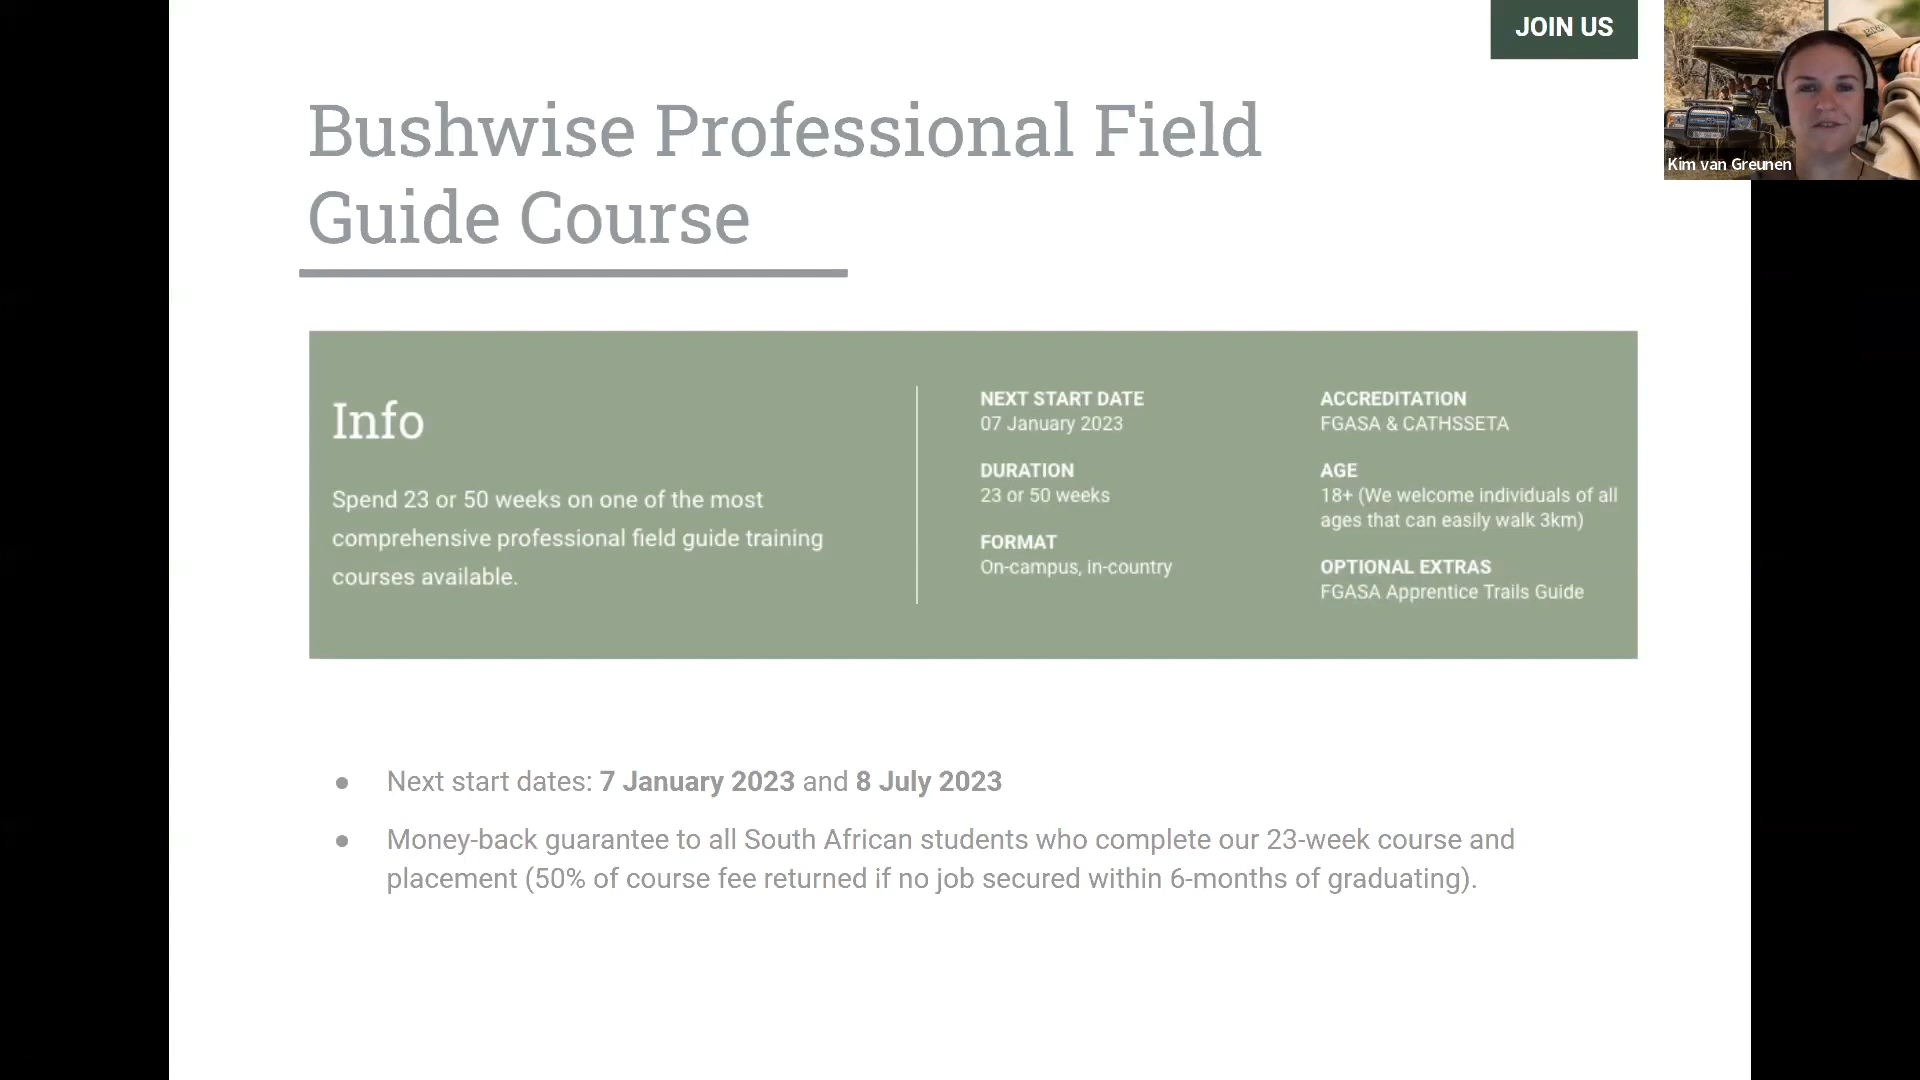 JOIN US
Kim van Greunen
Bushwise Professional Field
Guide Course
Info
Spend 23 or 50 weeks on one of the most
comprehensive professional field guide training
courses available.
NEXT START DATE
07 January 2023
DURATION
23 or 50 weeks
FORMAT
On-campus, in-country
ACCREDITATION
FGASA & CATHSSETA
AGE
18+ (We welcome individuals of all
ages that can easily walk 3km)
OPTIONAL EXTRAS
FGASA Apprentice Trails Guide
● Next start dates: 7 January 2023 and 8 July 2023
● Money-back guarantee to all South African students who complete our 23-week course and
placement (50% of course fee returned if no job secured within 6-months of graduating).